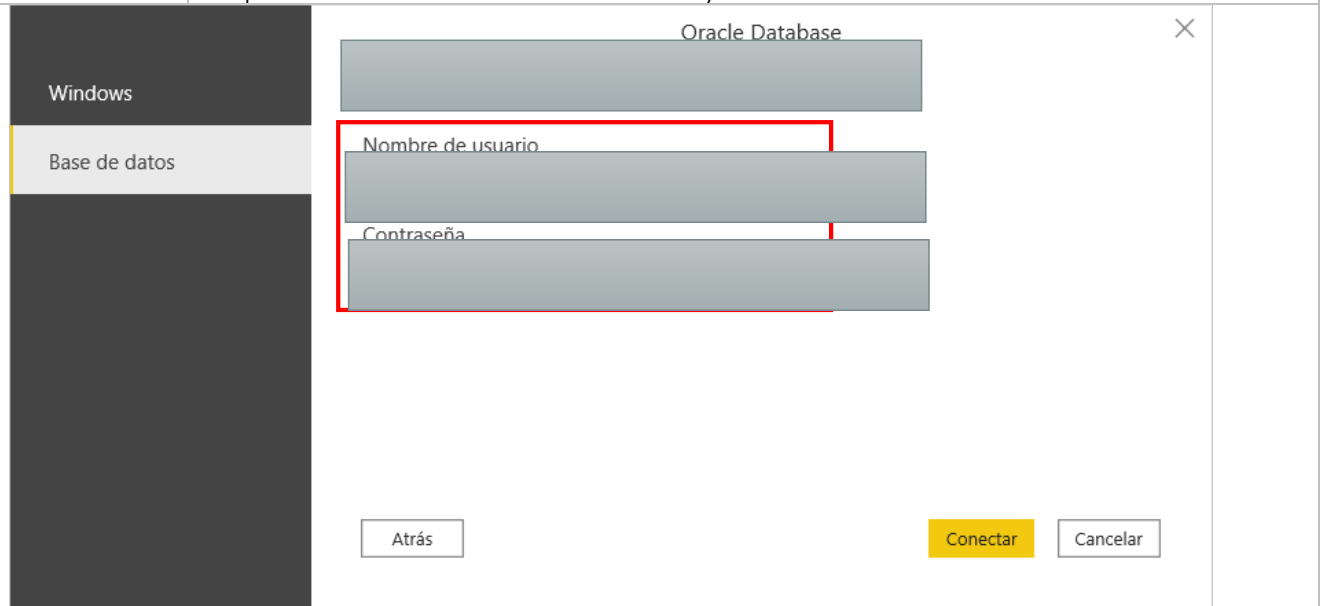 Oracle Database
Windows
Nombre de usuario
Base de datos
Contraseña
Atrás
Conectar
Cancelar